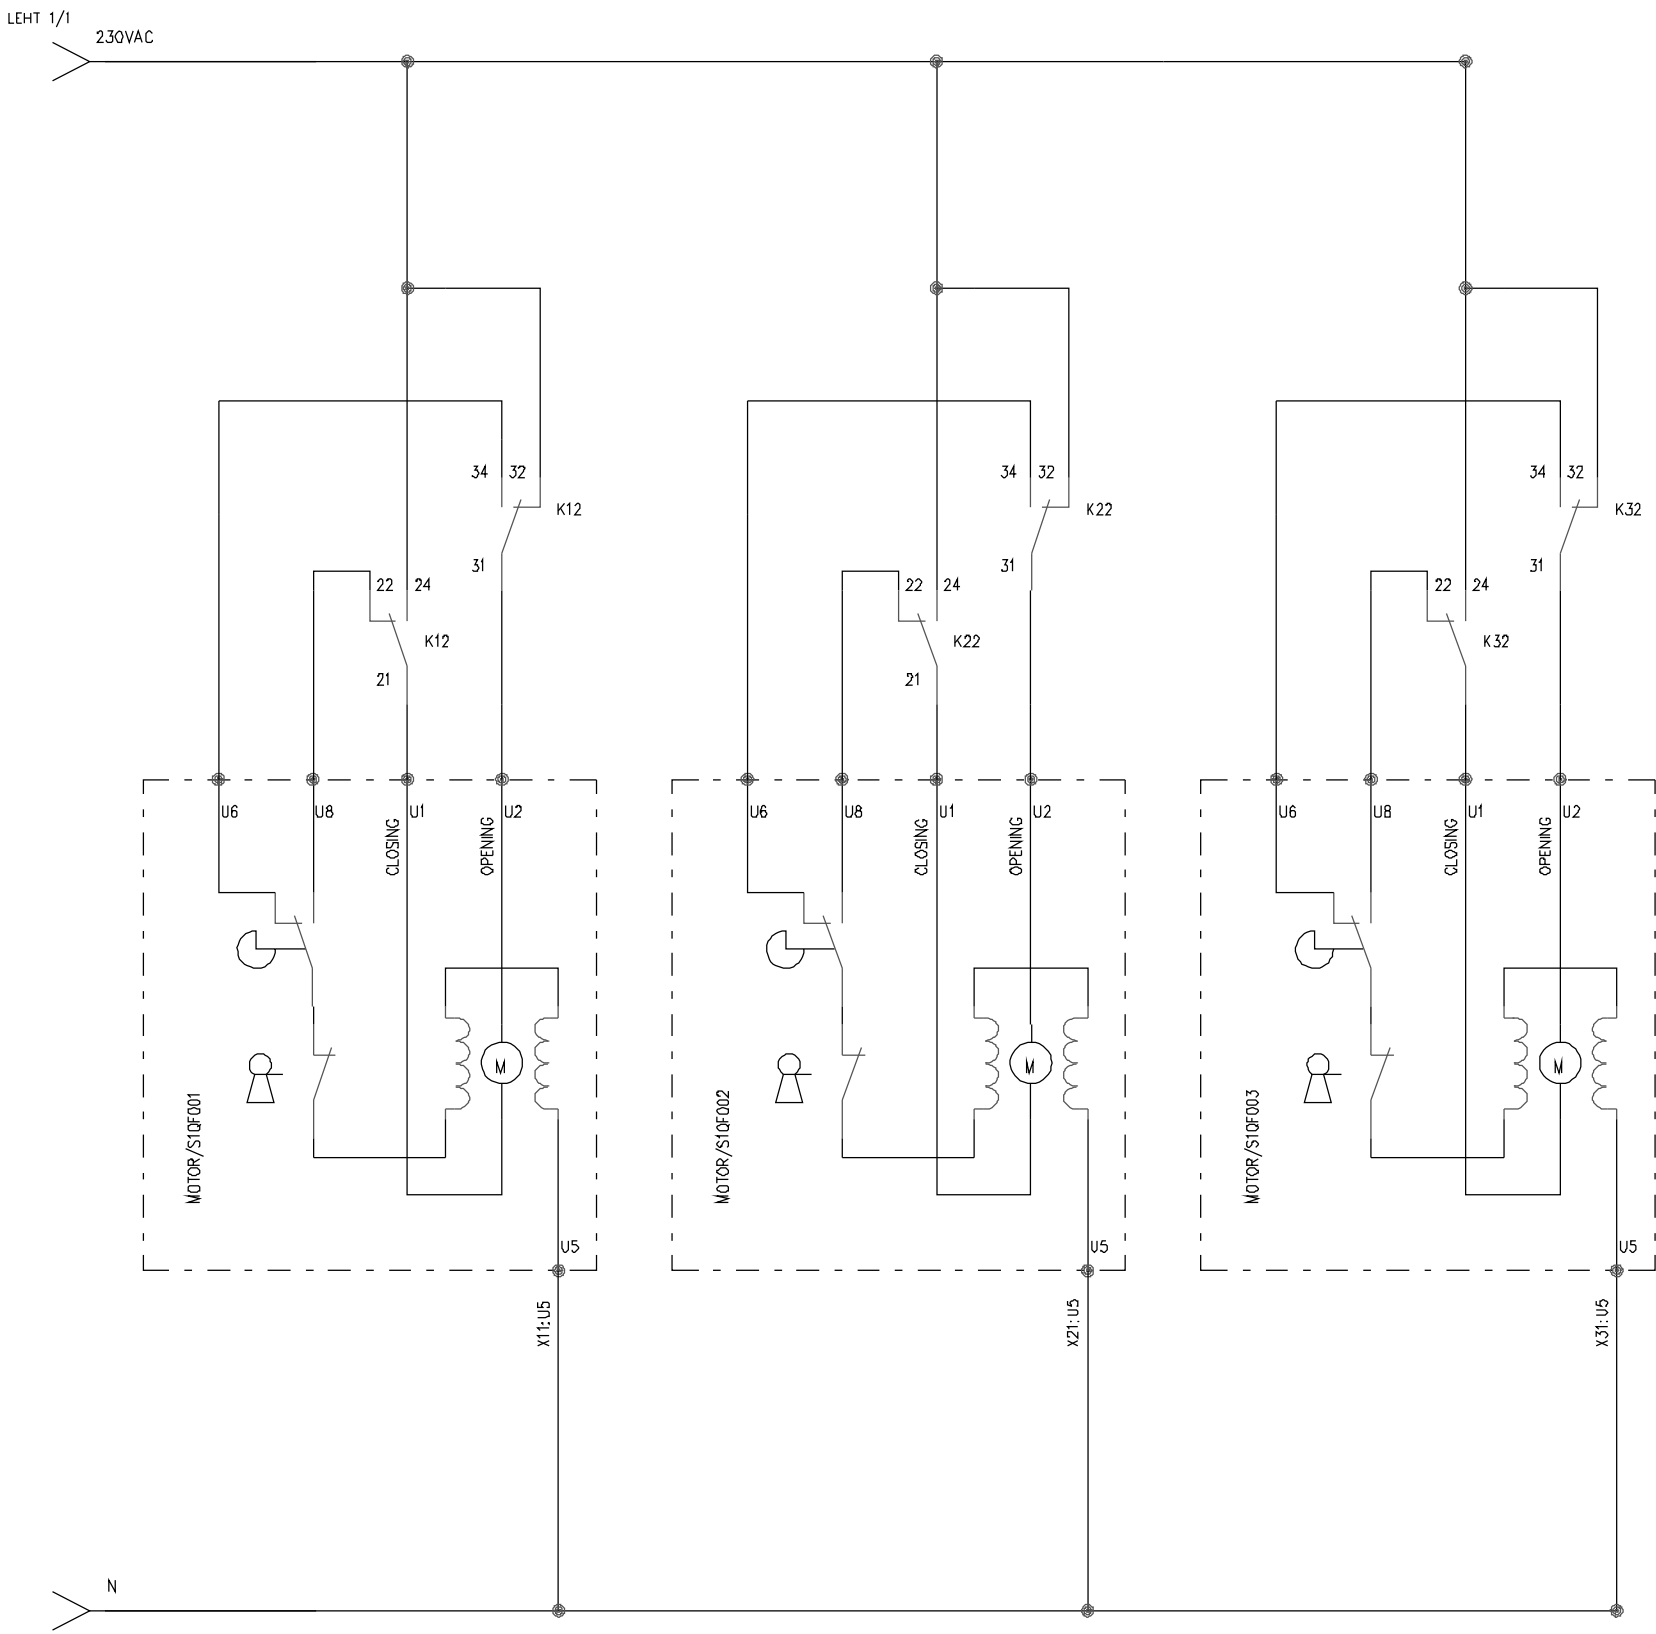 LEHT 1/1
230VAC
34 32 34 32 34 32
K12 K22 K32
31 31 31
22 24 22 24 22 24
K12 K22 K32
21 21
U6 U8 U1 U2 U6 U8 U1 U2 U6 U8 U1 U2
CLOSING OPENING CLOSING OPENING CLOSING OPENING
M M M
MOTOR/S1QF001 MOTOR/S1QF002 MOTOR/S1QF003
U5 U5 U5
X11:U5 X21:U5 X31:U5
N